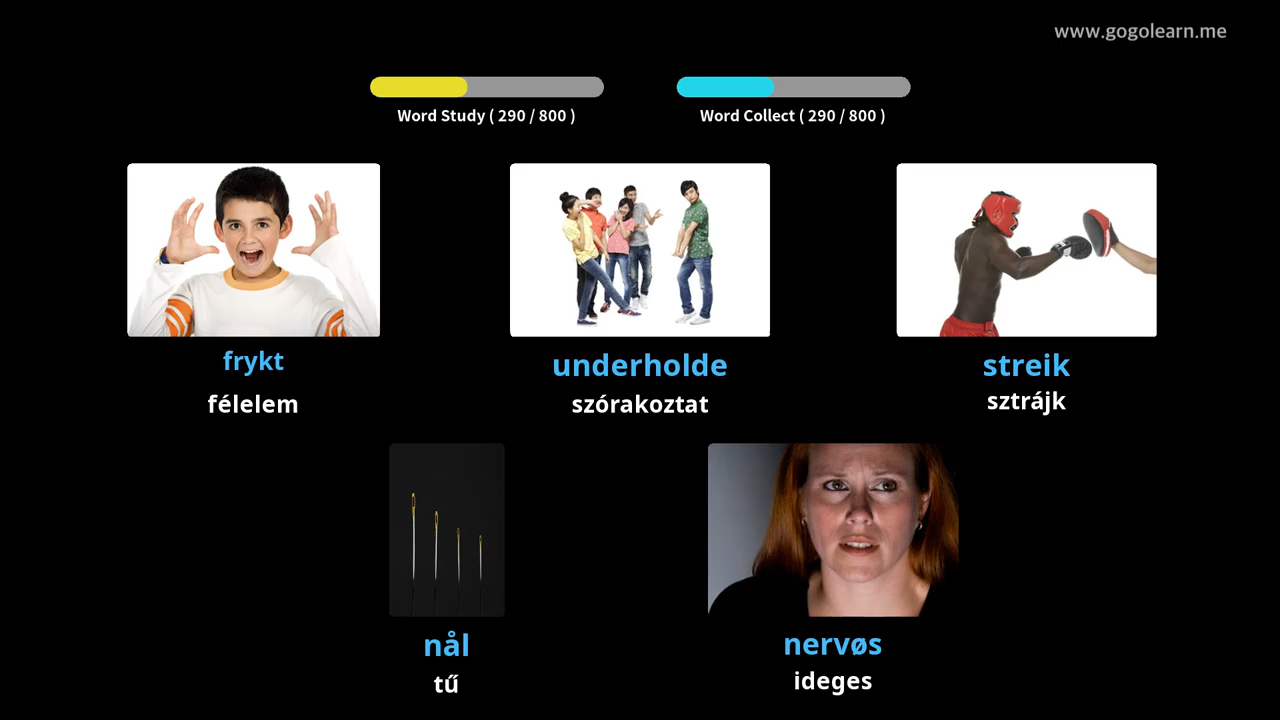 www.gogolearn.me
Word Study ( 290 / 800 )
Word Collect ( 290 / 800 )
frykt
félelem
underholde
szórakoztat
streik
sztrájk
nål
tű
nervøs
ideges